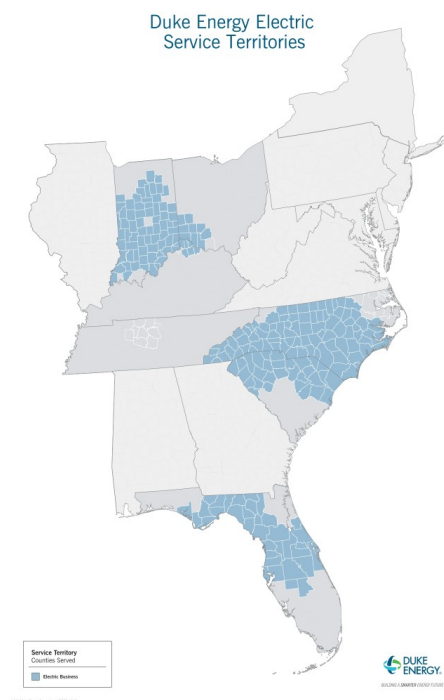 Duke Energy Electric
Service Territories
Service Territory
Counties Served
Electric Business
DUKE
ENERGY.
BUILDING A SMARTER ENERGY FUTURE